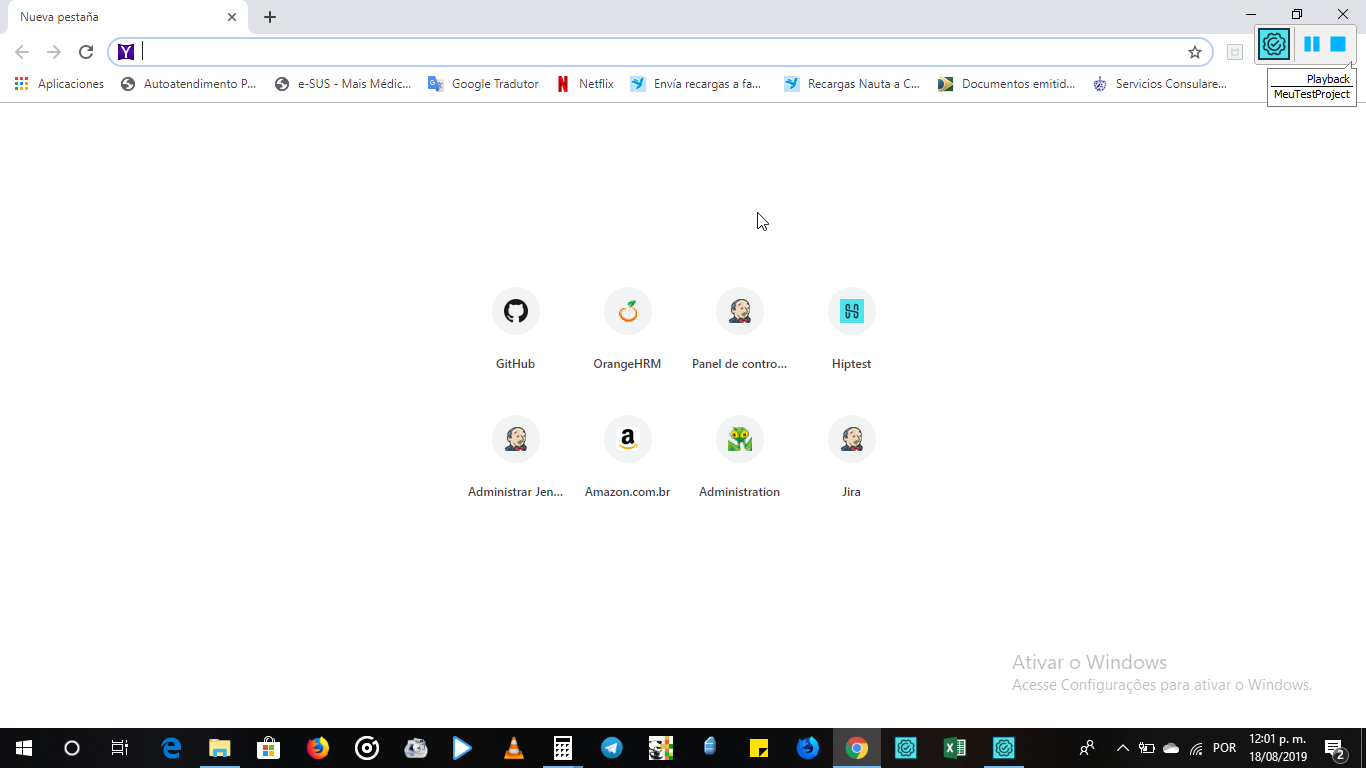 Nueva pestaña
Playback
MeuTestProject
Aplicaciones
Autoatendimento P...
e-SUS - Mais Médic...
Google Tradutor
Netflix
Envía recargas a fa...
Recargas Nauta a C...
Documentos emitid...
Servicios Consulare...
GitHub
OrangeHRM
Panel de contro...
Hiptest
Administrar Jen...
Amazon.com.br
Administration
Jira
Ativar o Windows
Acesse Configurações para ativar o Windows.
POR
12:01 p. m.
18/08/2019
2